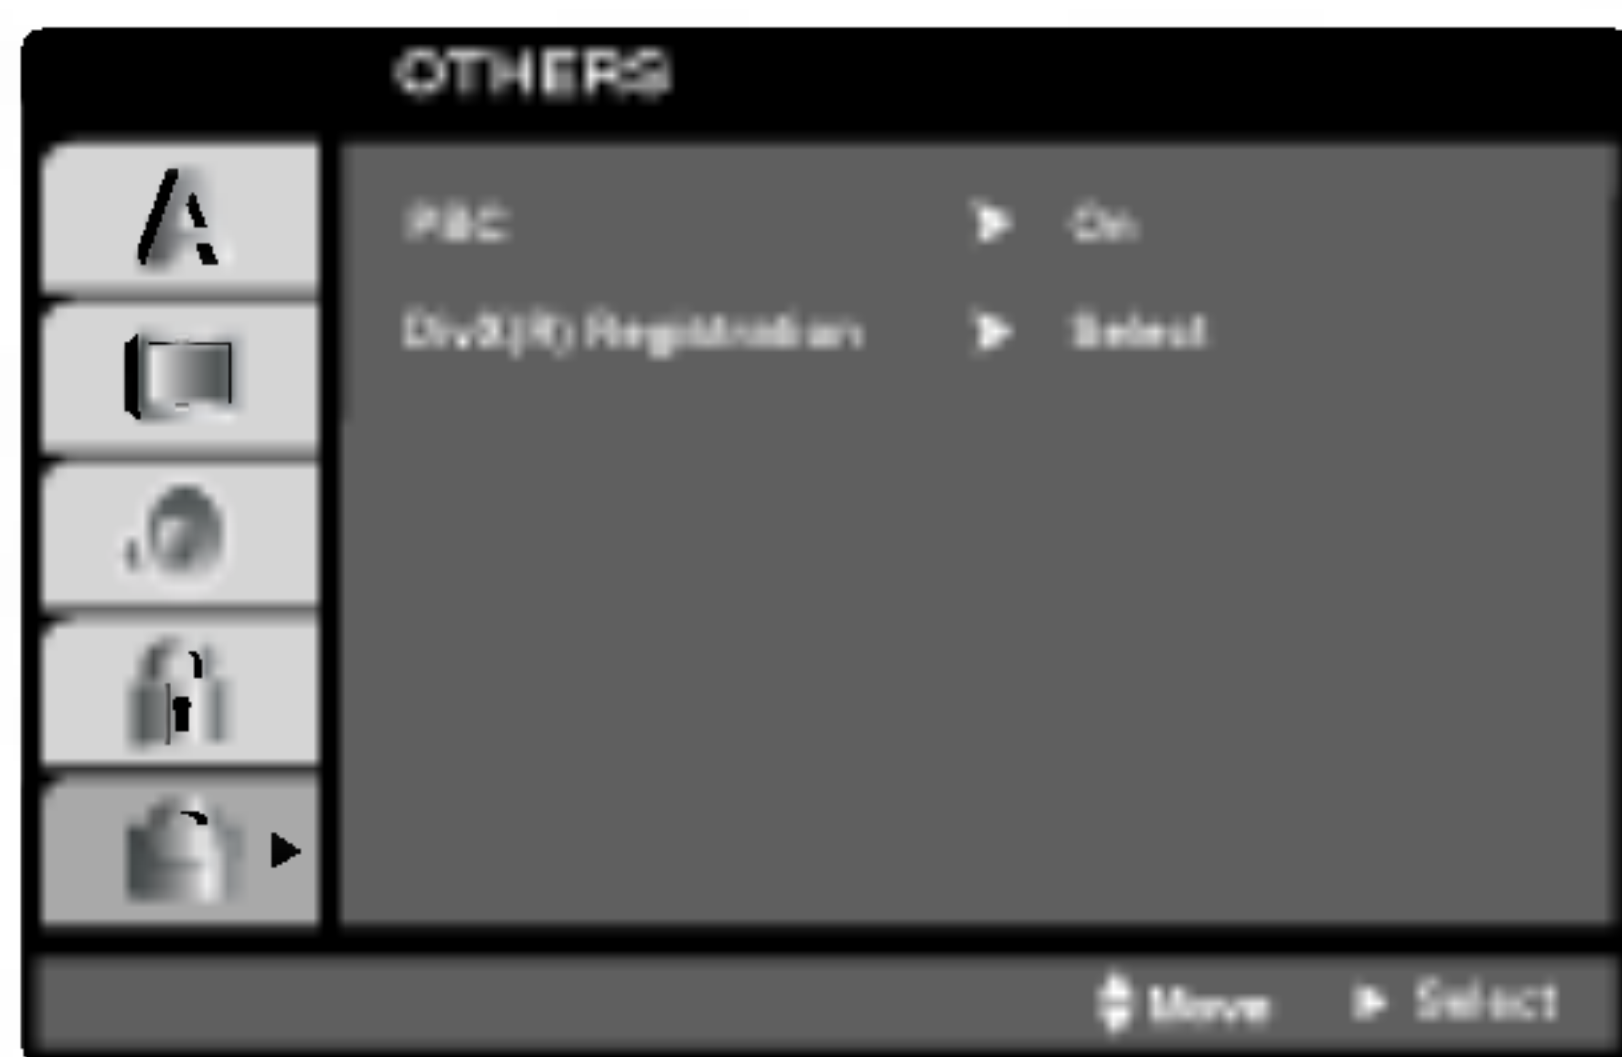 OTHERS
A
PBC ► On
DivX(R) Registration ► Select
Move ► Select